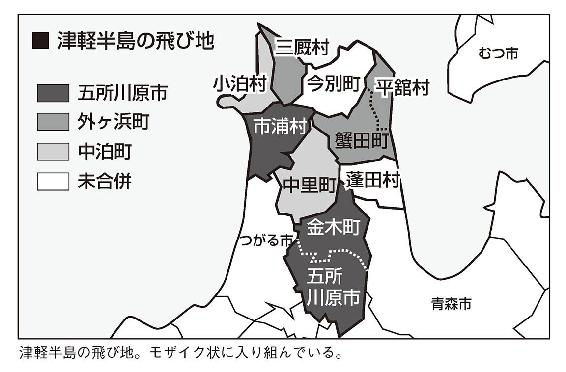 ■ 津軽半島の飛び地
五所川原市
外ヶ浜町
中泊町
未合併
三厩村
むつ市
小泊村
今別町
平舘村
市浦村
蟹田町
中里町
蓬田村
金木町
つがる市
五所
川原市
青森市
津軽半島の飛び地。モザイク状に入り組んでいる。